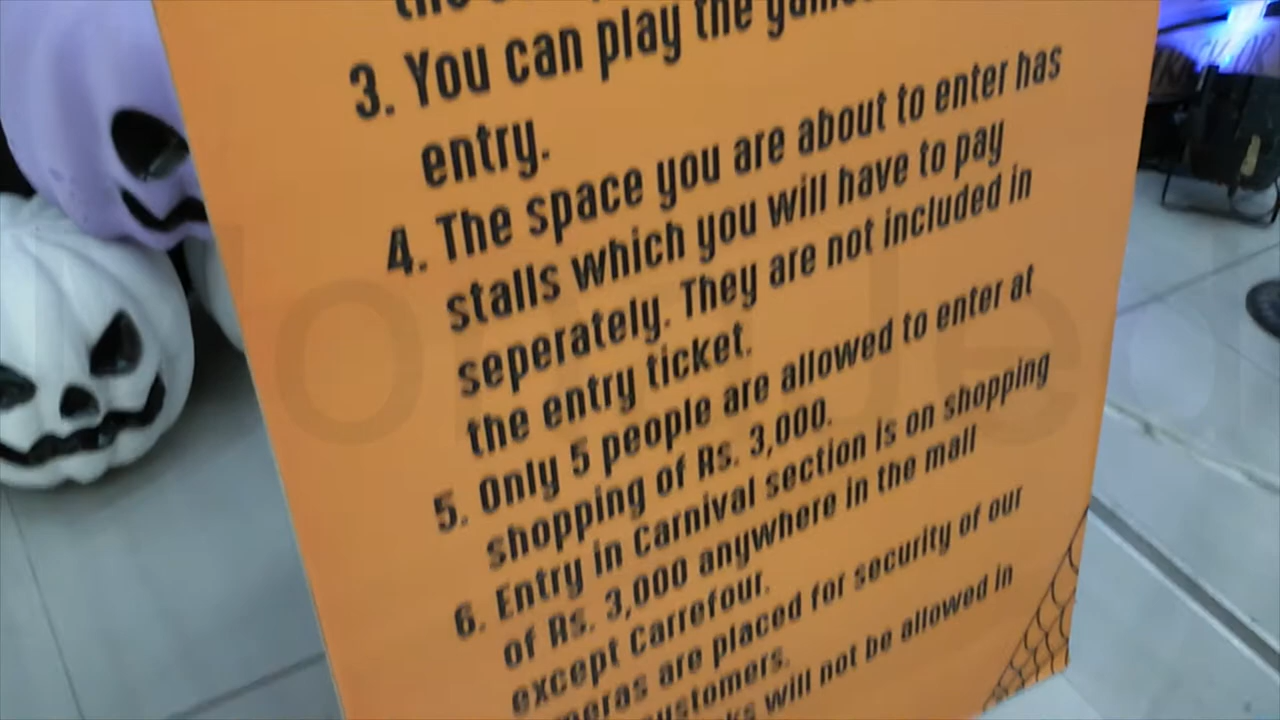 3. You can play the
entry.
4. The space you are about to enter has
stalls which you will have to pay
seperately. They are not included in
the entry ticket.
5. Only 5 people are allowed to enter at
shopping of Rs. 3,000.
6. Entry in Carnival section is on shopping
of Rs. 3,000 anywhere in the mall
except Carrefour.
are placed for security of our
customers.
will not be allowed in